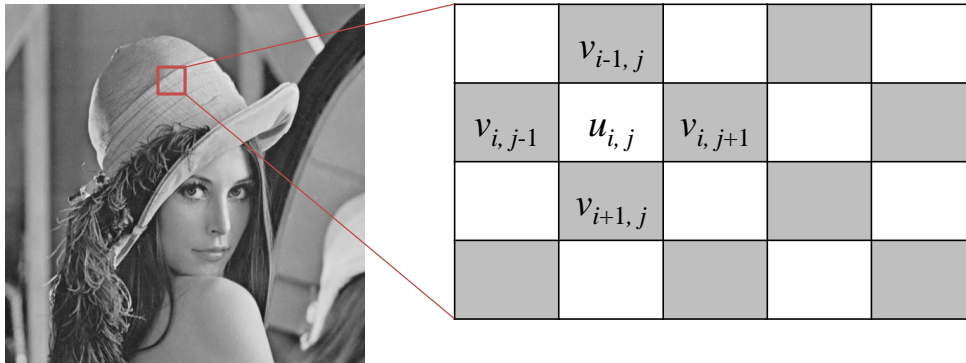 v_{i-1, j}
v_{i, j-1} u_{i, j} v_{i, j+1}
v_{i+1, j}